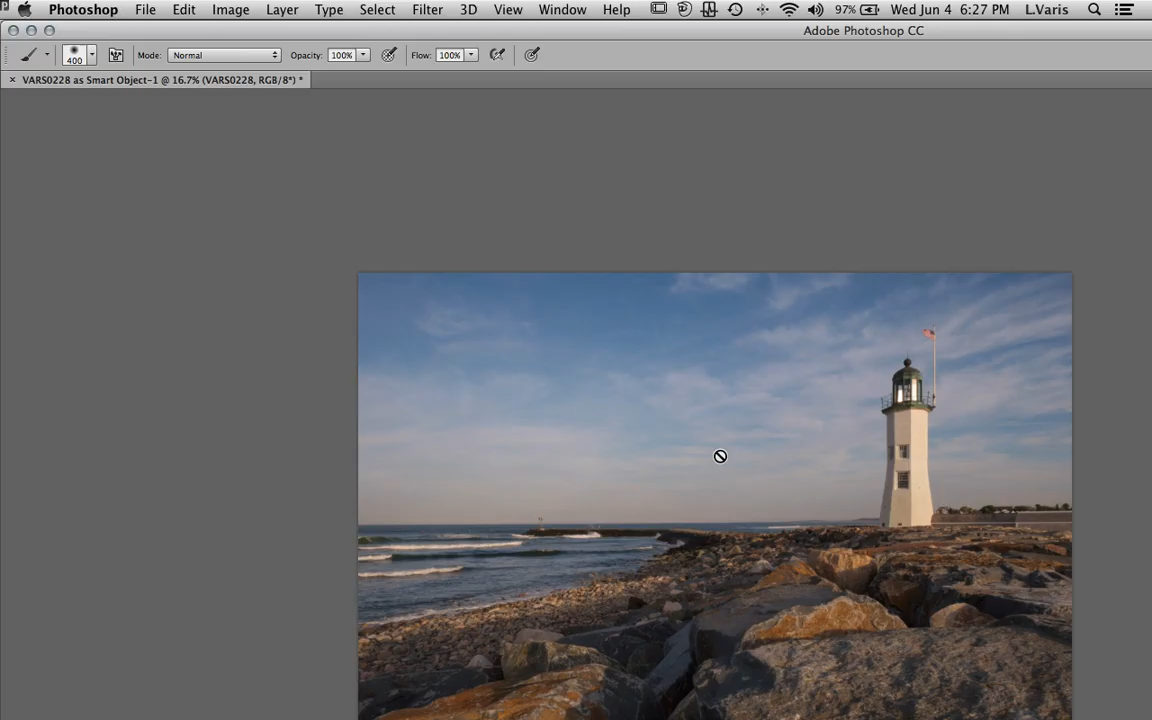 Photoshop File Edit Image Layer Type Select Filter 3D View Window Help 97% Wed Jun 4 6:27 PM L.Varis
Adobe Photoshop CC
400 Mode: Normal Opacity: 100% Flow: 100%
× VARS0228 as Smart Object-1 @ 16.7% (VARS0228, RGB/8*) *